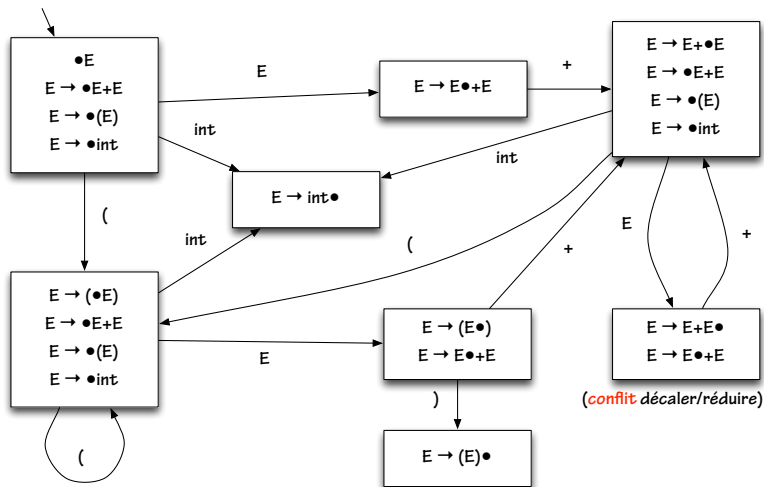 ●E
E → ●E+E
E → ●(E)
E → ●int
E
E → E●+E
+
E → E+●E
E → ●E+E
E → ●(E)
E → ●int
int
int
E → int●
(
int
(
E
+
+
E → (●E)
E → ●E+E
E → ●(E)
E → ●int
E
E → (E●)
E → E●+E
E → E+E●
E → E●+E
(conflit décaler/réduire)
)
(
E → (E)●